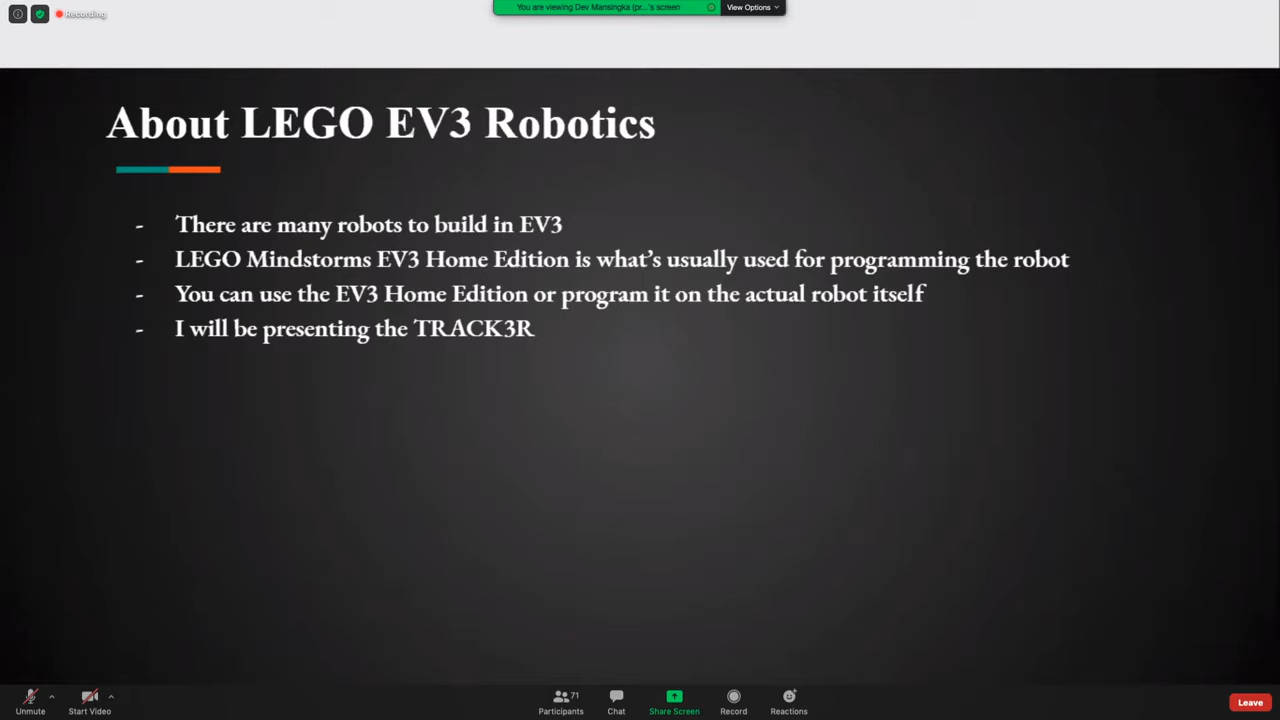 Recording
You are viewing Dev Mansingka (pr...'s screen
View Options
About LEGO EV3 Robotics
- There are many robots to build in EV3
- LEGO Mindstorms EV3 Home Edition is what’s usually used for programming the robot
- You can use the EV3 Home Edition or program it on the actual robot itself
- I will be presenting the TRACK3R
Unmute
Start Video
71
Participants
Chat
Share Screen
Record
Reactions
Leave